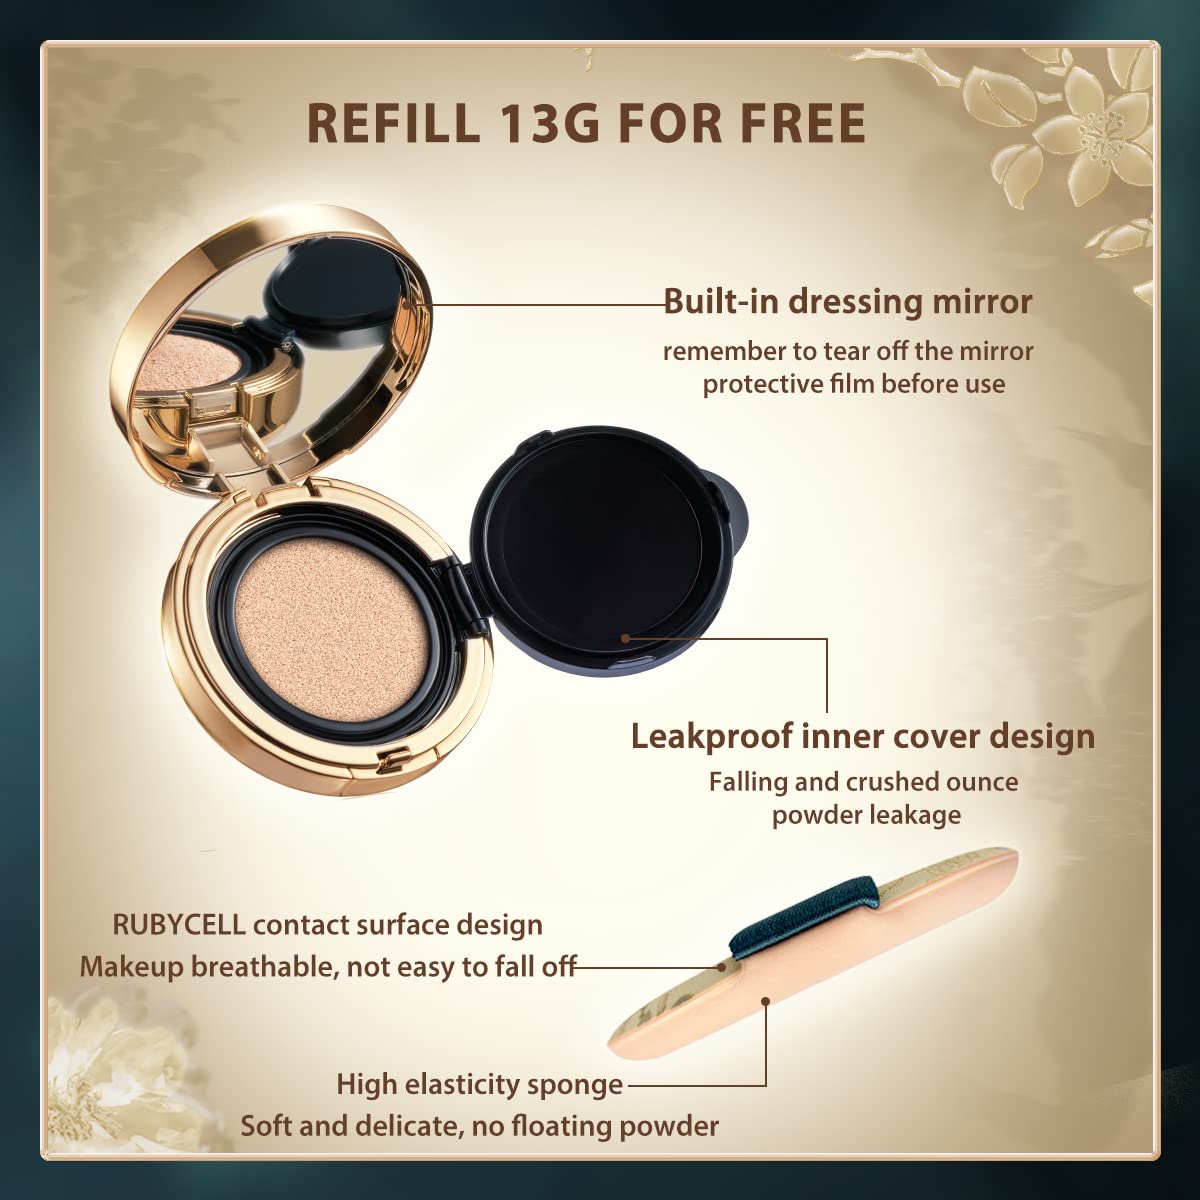 REFILL 13G FOR FREE
Built-in dressing mirror
remember to tear off the mirror
protective film before use
Leakproof inner cover design
Falling and crushed ounce
powder leakage
RUBYCELL contact surface design
Makeup breathable, not easy to fall off
High elasticity sponge
Soft and delicate, no floating powder